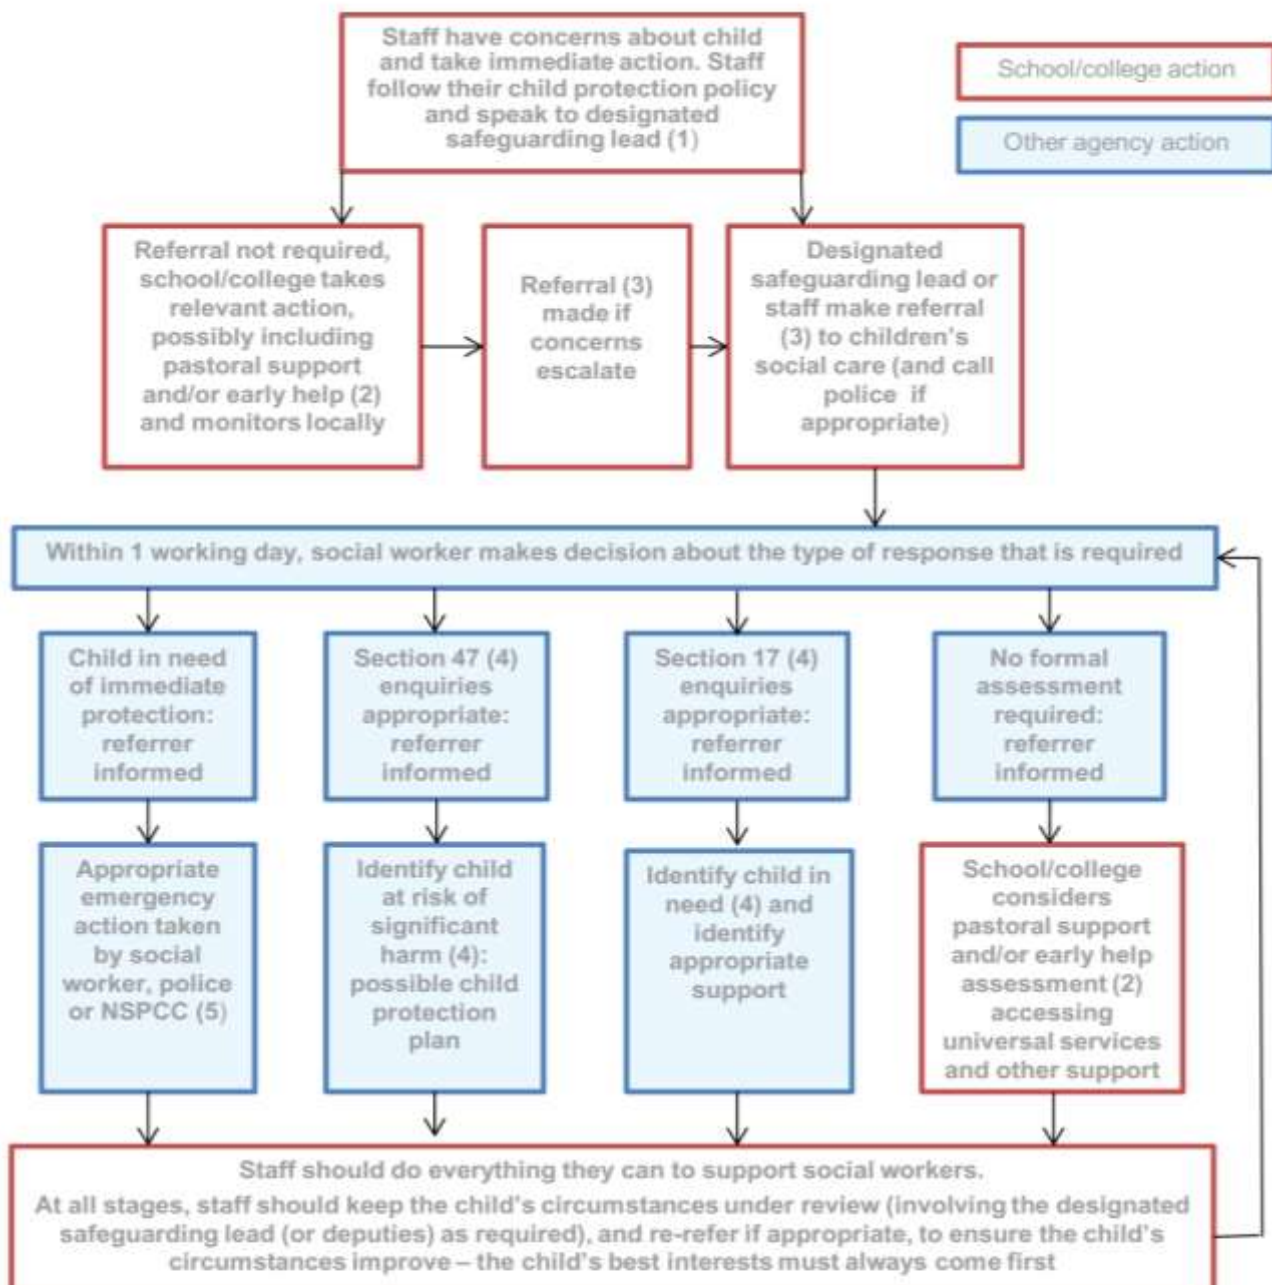 Staff have concerns about child
and take immediate action. Staff
follow their child protection policy
and speak to designated
safeguarding lead (1)
School/college action
Other agency action
Referral not required,
school/college takes
relevant action,
possibly including
pastoral support
and/or early help (2)
and monitors locally
Referral (3)
made if
concerns
escalate
Designated
safeguarding lead or
staff make referral
(3) to children's
social care (and call
police if
appropriate)
Within 1 working day, social worker makes decision about the type of response that is required
Child in need
of immediate
protection:
referrer
informed
Section 47 (4)
enquiries
appropriate:
referrer
informed
Section 17 (4)
enquiries
appropriate:
referrer
informed
No formal
assessment
required:
referrer
informed
Appropriate
emergency
action taken
by social
worker, police
or NSPCC (5)
Identify child
at risk of
significant
harm (4):
possible child
protection
plan
Identify child in
need (4) and
identify
appropriate
support
School/college
considers
pastoral support
and/or early help
assessment (2)
accessing
universal services
and other support
Staff should do everything they can to support social workers.
At all stages, staff should keep the child's circumstances under review (involving the designated
safeguarding lead (or deputies) as required), and re-refer if appropriate, to ensure the child's
circumstances improve – the child's best interests must always come first